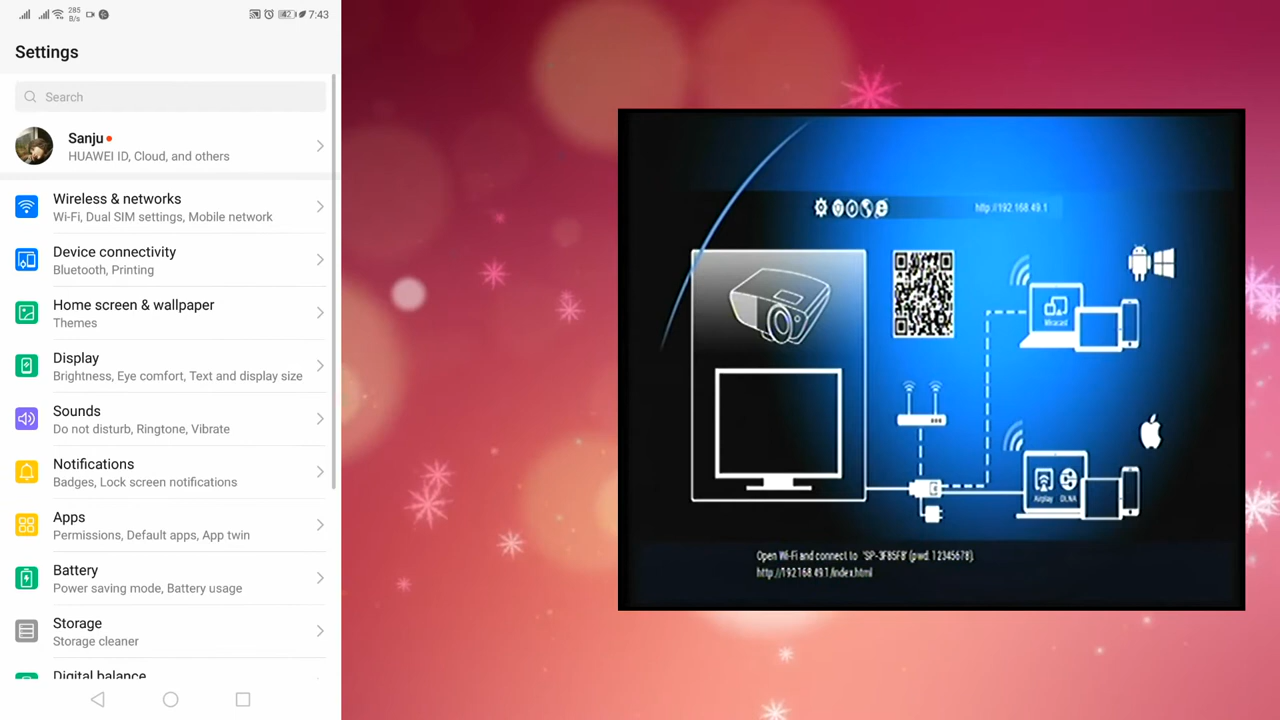 285
B/s
42
7:43
Settings
Search
Sanju
HUAWEI ID, Cloud, and others
Wireless & networks
Wi-Fi, Dual SIM settings, Mobile network
Device connectivity
Bluetooth, Printing
Home screen & wallpaper
Themes
Display
Brightness, Eye comfort, Text and display size
Sounds
Do not disturb, Ringtone, Vibrate
Notifications
Badges, Lock screen notifications
Apps
Permissions, Default apps, App twin
Battery
Power saving mode, Battery usage
Storage
Storage cleaner
Digital balance
http://192.168.49.1
Miracast
Airplay DLNA
Open Wi-Fi and connect to 'SP-3F85F8' (pwd: 12345678).
http://192.168.49.1/index.html